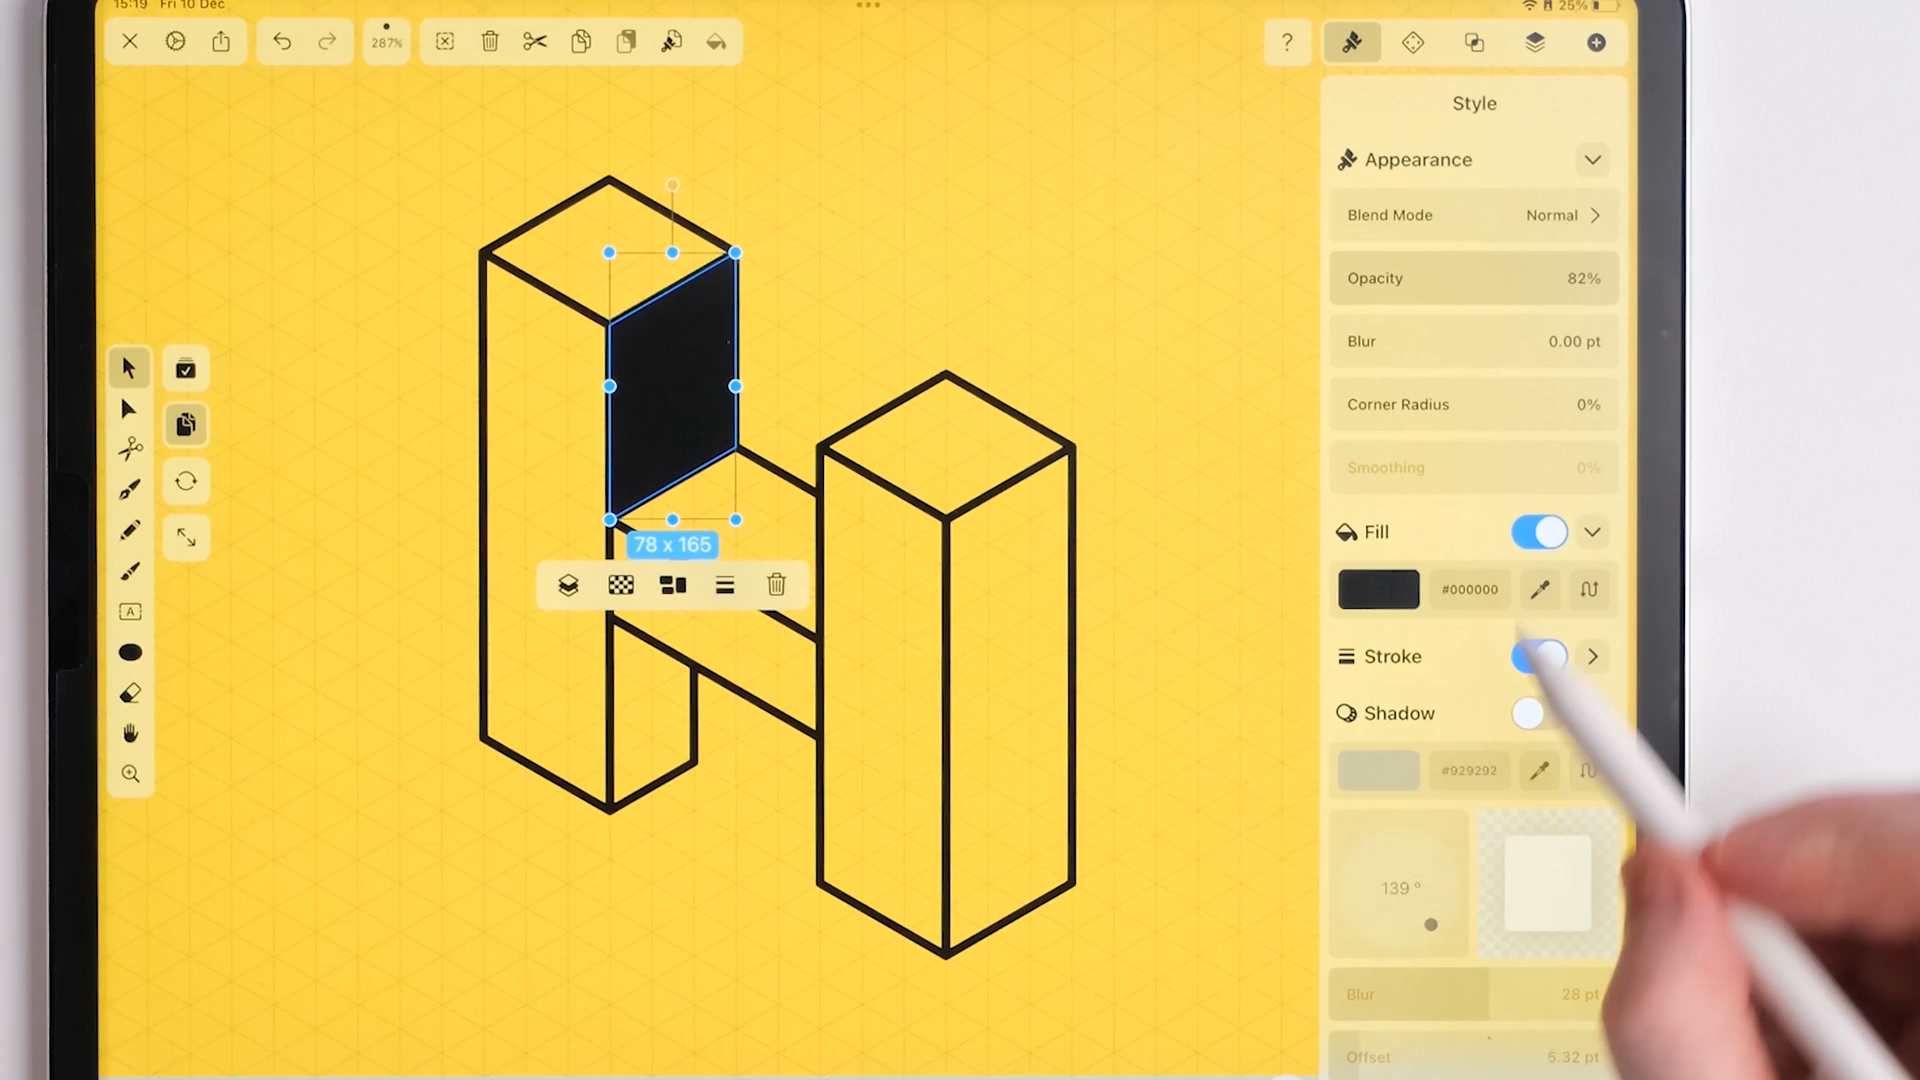 15:19 Fri 10 Dec
25%
287%
?
Style
Appearance
Blend Mode Normal
Opacity 82%
Blur 0.00 pt
Corner Radius 0%
Smoothing 0%
Fill
#000000
Stroke
Shadow
#929292
139 °
Blur 28 pt
Offset 5.32 pt
78 x 165
A